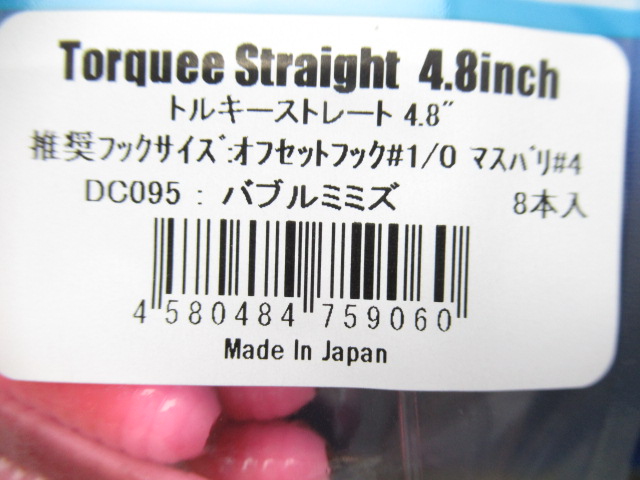 Torquee Straight 4.8inch
トルキーストレート 4.8"
推奨フックサイズ:オフセットフック#1/0 マスバリ#4
DC095 : バブルミミズ 8本入
4 580484 759060
Made In Japan